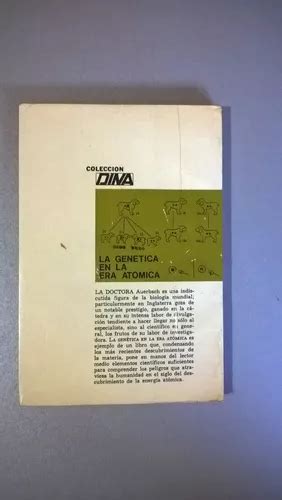 COLECCION
DINA
LA GENETICA
EN LA
ERA ATOMICA
LA DOCTORA Auerbach es una indis-
cutida figura de la biología mundial;
particularmente en Inglaterra goza de
un notable prestigio, ganado en la cá-
tedra y en su intensa labor de divulga-
ción tendiente a hacer llegar no sólo al
especialista, sino al científico en gene-
ral, los frutos de su labor de investiga-
dora. LA GENÉTICA EN LA ERA ATÓMICA es
ejemplo de un libro que, condensando
los más recientes descubrimientos de
la materia, pone en manos del lector
medio elementos científicos suficientes
para comprender los peligros que atra-
viesa la humanidad en el siglo del des-
cubrimiento de la energía atómica.